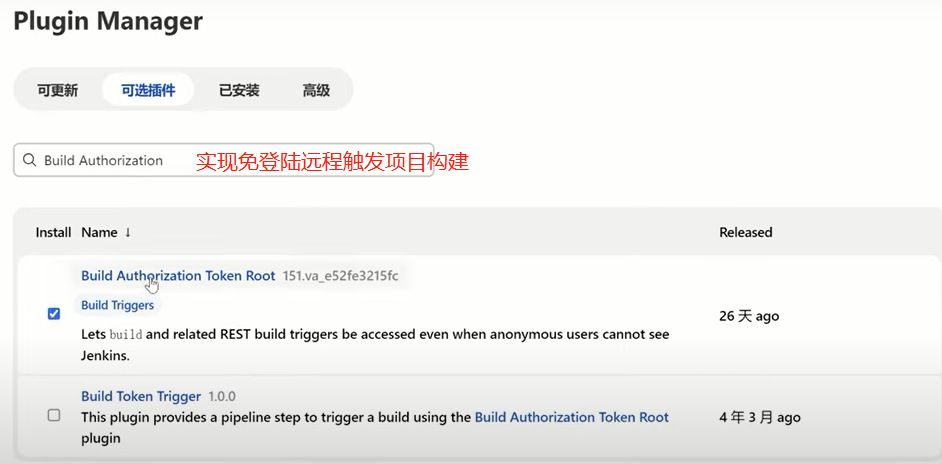 Plugin Manager
可更新 可选插件 已安装 高级
Build Authorization 实现免登陆远程触发项目构建
Install Name ↓ Released
Build Authorization Token Root 151.va_e52fe3215fc
Build Triggers
26 天 ago
Lets build and related REST build triggers be accessed even when anonymous users cannot see
Jenkins.
Build Token Trigger 1.0.0
This plugin provides a pipeline step to trigger a build using the Build Authorization Token Root 4 年 3 月 ago
plugin